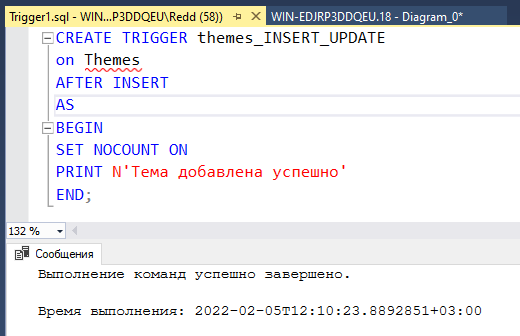 Trigger1.sql - WIN...P3DDQEU\Redd (58))
WIN-EDJRP3DDQEU.18 - Diagram_0*
CREATE TRIGGER themes_INSERT_UPDATE
on Themes
AFTER INSERT
AS
BEGIN
SET NOCOUNT ON
PRINT N'Тема добавлена успешно'
END;
132 %
Сообщения
Выполнение команд успешно завершено.
Время выполнения: 2022-02-05T12:10:23.8892851+03:00